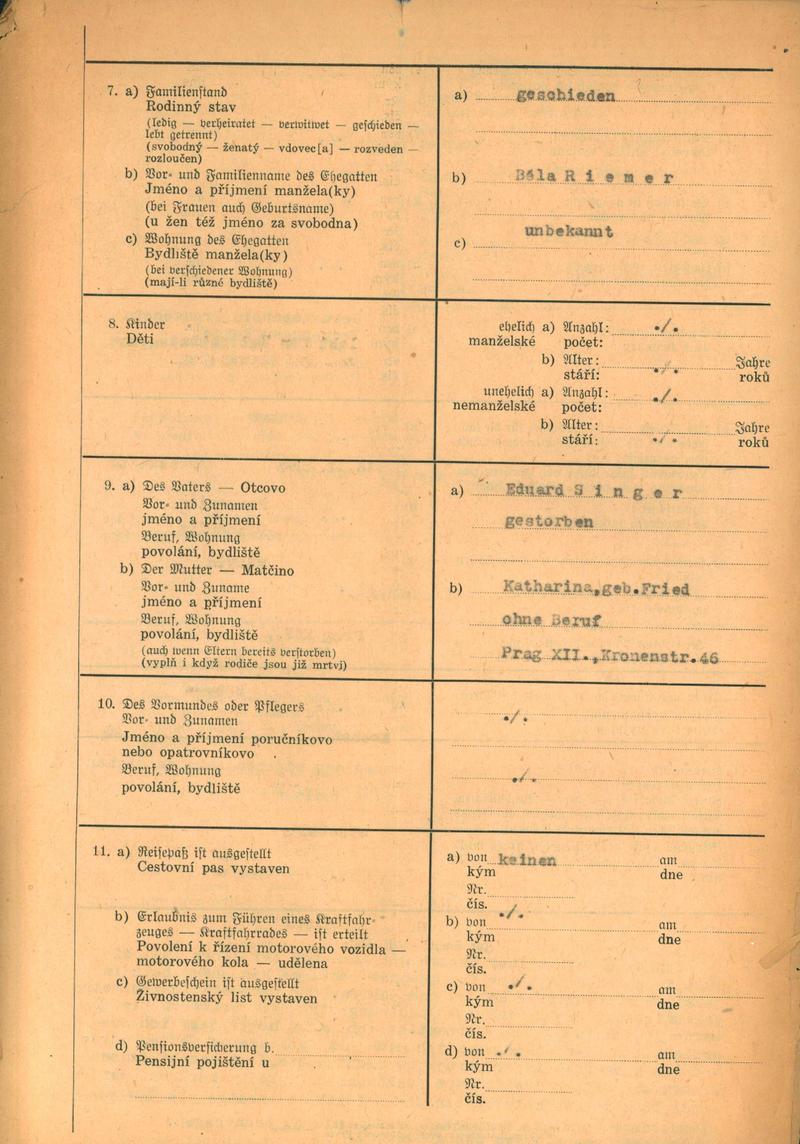 7. a) Familienstand
Rodinný stav
(ledig — verheiratet — verwitwet — geschieden —
lebt getrennt)
(svobodný — ženatý — vdovec[a] — rozveden —
rozloučen)
a) geschieden
b) Vor- und Familienname des Ehegatten
Jméno a příjmení manžela(ky)
(bei Frauen auch Geburtsname)
(u žen též jméno za svobodna)
b) Béla R i e m e r
c) Wohnung des Ehegatten
Bydliště manžela(ky)
(bei verschiedener Wohnung)
(mají-li různé bydliště)
unbekannt
c)
8. Kinder
Děti
ehelich a) Anzahl: ./.
manželské počet:
b) Alter: Jahre
stáří: ./. roků
unehelich a) Anzahl: ./.
nemanželské počet:
b) Alter: Jahre
stáří: ./. roků
9. a) Des Vaters — Otcovo
Vor- und Zunamen
jméno a příjmení
Beruf, Wohnung
povolání, bydliště
a) Eduard S i n g e r
gestorben
b) Der Mutter — Matčino
Vor- und Zuname
jméno a příjmení
Beruf, Wohnung
povolání, bydliště
(auch wenn Eltern bereits verstorben)
(vyplň i když rodiče jsou již mrtvi)
b) Katharina,geb.Fried
ohne Beruf
Prag XII.,Kronenstr.46
10. Des Vormundes oder Pflegers
Vor- und Zunamen
Jméno a příjmení poručníkovo
nebo opatrovníkovo
Beruf, Wohnung
povolání, bydliště
./.
./.
11. a) Reisepaß ist ausgestellt
Cestovní pas vystaven
a) von keinen am
kým dne
Nr.
čís.
b) Erlaubnis zum Führen eines Kraftfahr-
zeuges — Kraftfahrrades — ist erteilt
Povolení k řízení motorového vozidla —
motorového kola — udělena
b) von ./. am
kým dne
Nr.
čís.
c) Gewerbeschein ist ausgestellt
Živnostenský list vystaven
c) von ./. am
kým dne
Nr.
čís.
d) Pensionsversicherung b.
Pensijní pojištění u
d) von ./. am
kým dne
Nr.
čís.